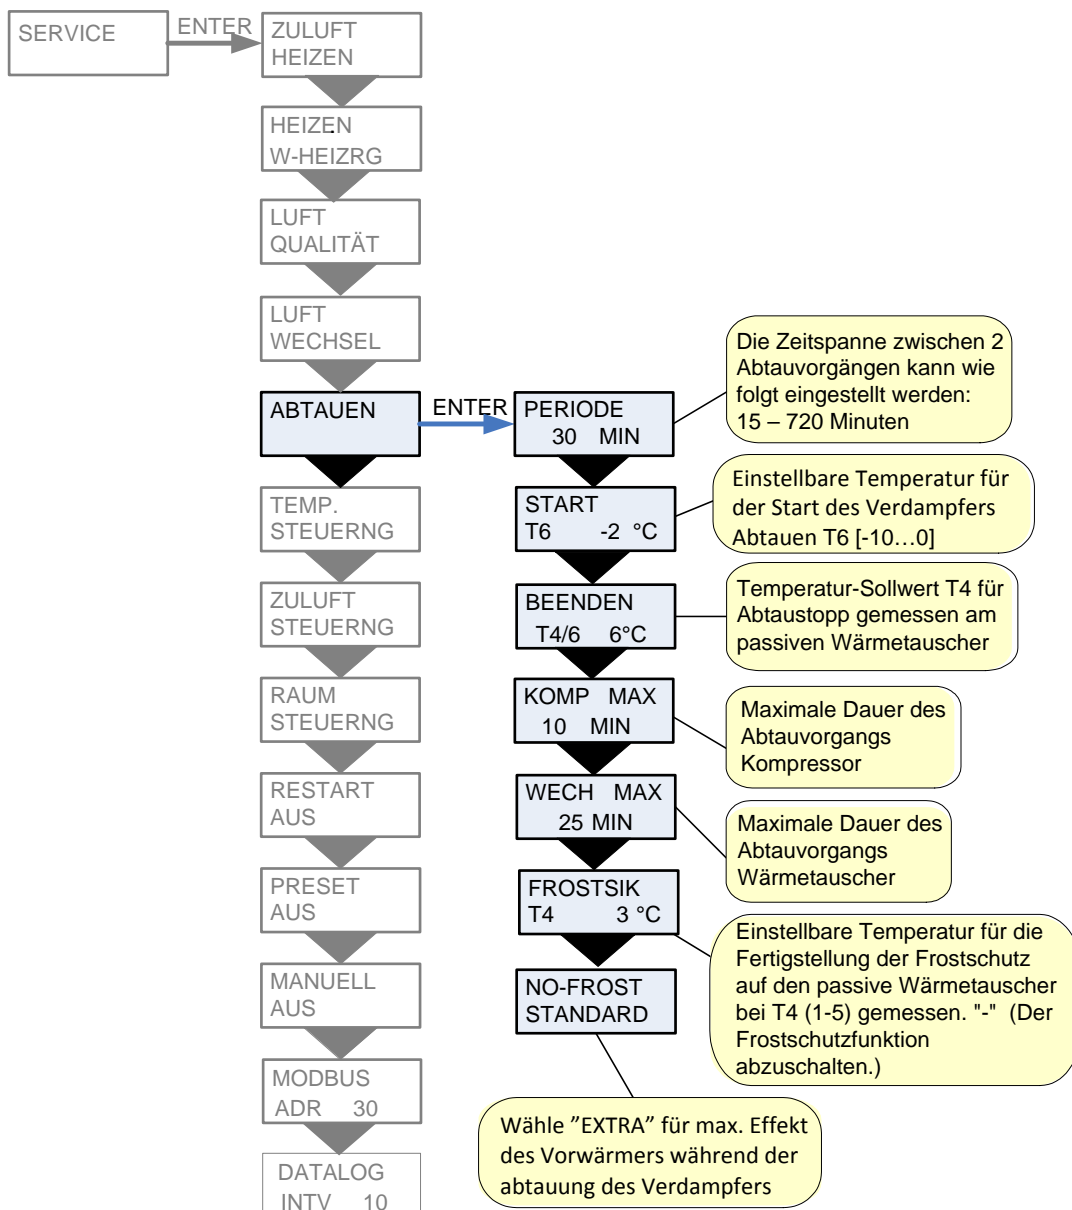 SERVICE
ENTER
ZULUFT
HEIZEN
HEIZEN
W-HEIZRG
LUFT
QUALITÄT
LUFT
WECHSEL
ABTAUEN
ENTER
TEMP.
STEUERNG
ZULUFT
STEUERNG
RAUM
STEUERNG
RESTART
AUS
PRESET
AUS
MANUELL
AUS
MODBUS
ADR 30
DATALOG
INTV 10
PERIODE
30 MIN
Die Zeitspanne zwischen 2
Abtauvorgängen kann wie
folgt eingestellt werden:
15 – 720 Minuten
START
T6 -2 °C
Einstellbare Temperatur für
der Start des Verdampfers
Abtauen T6 [-10…0]
BEENDEN
T4/6 6°C
Temperatur-Sollwert T4 für
Abtaustopp gemessen am
passiven Wärmetauscher
KOMP MAX
10 MIN
Maximale Dauer des
Abtauvorgangs
Kompressor
WECH MAX
25 MIN
Maximale Dauer des
Abtauvorgangs
Wärmetauscher
FROSTSIK
T4 3 °C
Einstellbare Temperatur für die
Fertigstellung der Frostschutz
auf den passive Wärmetauscher
bei T4 (1-5) gemessen. "-" (Der
Frostschutzfunktion
abzuschalten.)
NO-FROST
STANDARD
Wähle ”EXTRA” für max. Effekt
des Vorwärmers während der
abtauung des Verdampfers